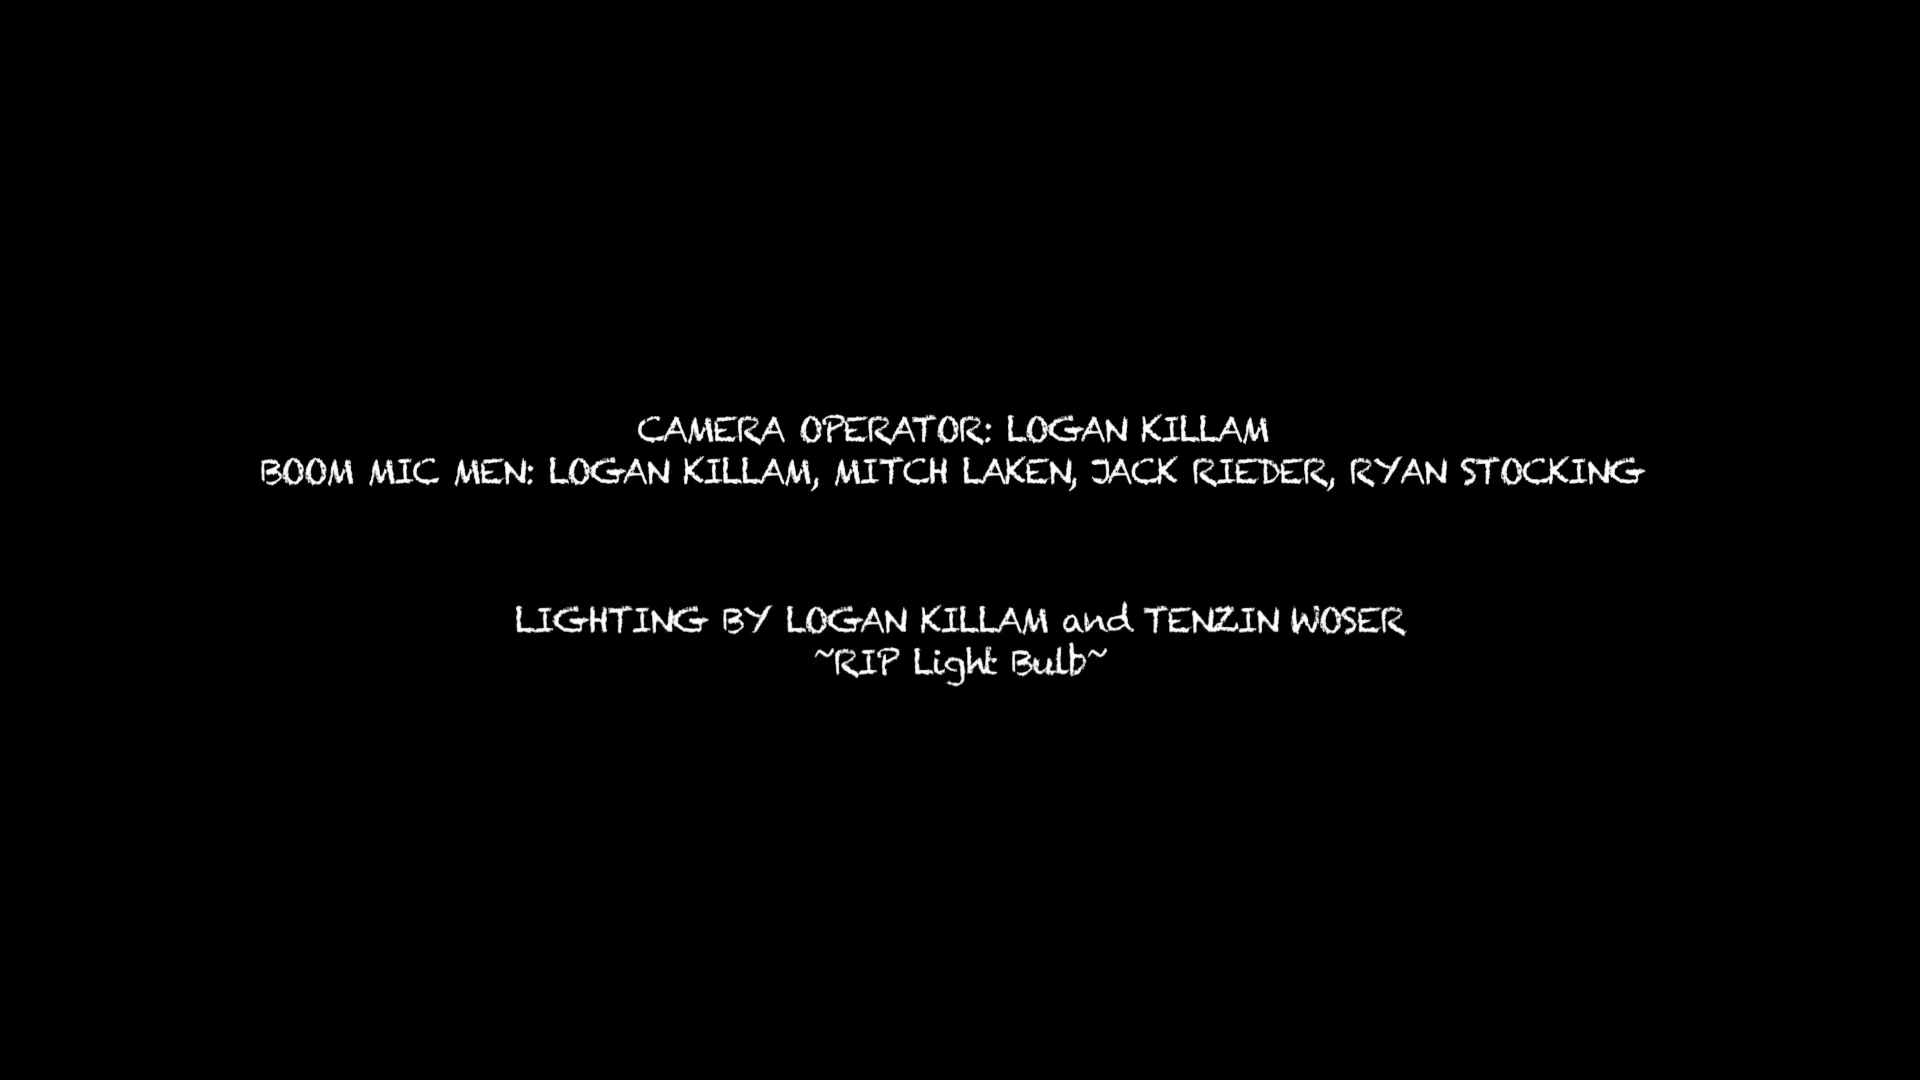 CAMERA OPERATOR: LOGAN KILLAM
BOOM MIC MEN: LOGAN KILLAM, MITCH LAKEN, JACK RIEDER, RYAN STOCKING
LIGHTING BY LOGAN KILLAM and TENZIN WOSER
~RIP Light Bulb~